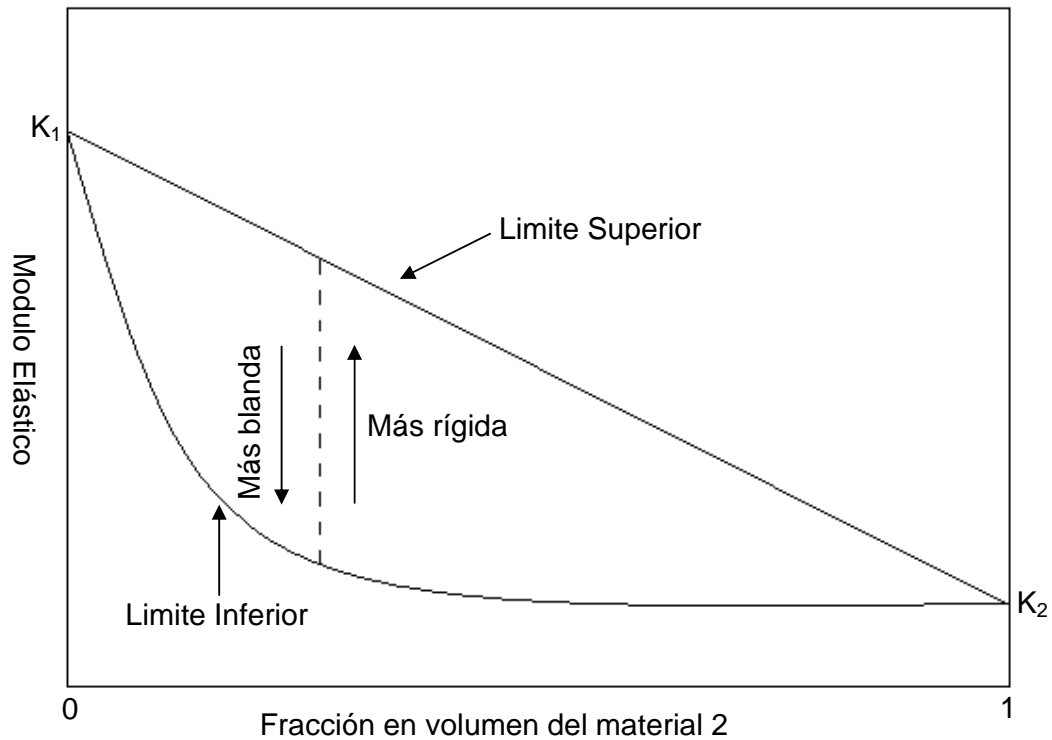 K₁
Limite Superior
Modulo Elástico
Más blanda
Más rígida
Limite Inferior
K₂
0
1
Fracción en volumen del material 2